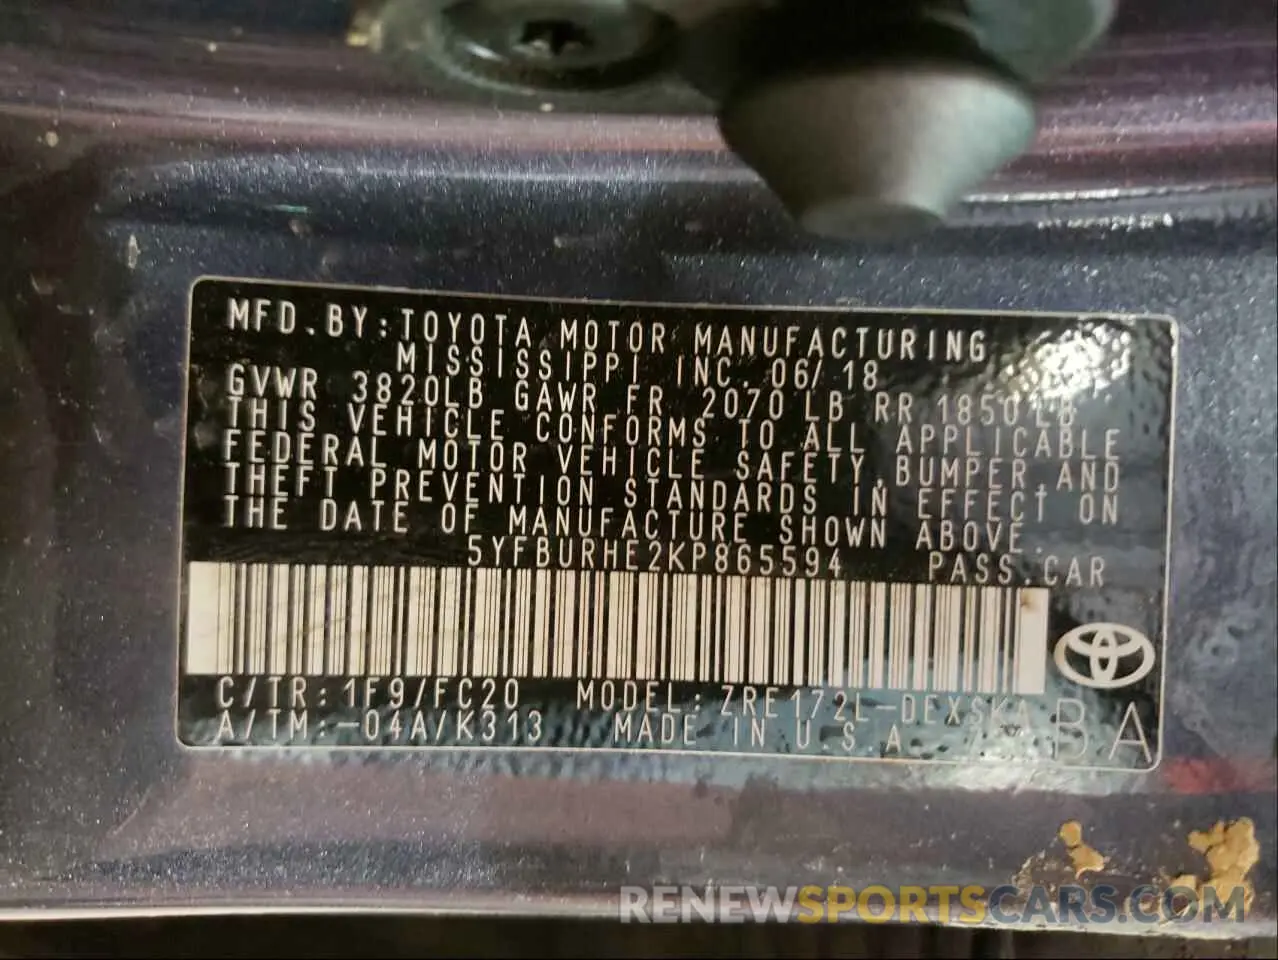 MFD.BY:TOYOTA MOTOR MANUFACTURING
MISSISSIPPI INC. 06/18
GVWR 3820LB GAWR FR 2070LB RR 1850LB
THIS VEHICLE CONFORMS TO ALL APPLICABLE
FEDERAL MOTOR VEHICLE SAFETY,BUMPER,AND
THEFT PREVENTION STANDARDS IN EFFECT ON
THE DATE OF MANUFACTURE SHOWN ABOVE.
5YFBURHE2KP865594 PASS.CAR
C/TR:1F9/FC20 MODEL:ZRE172L-DEXSKA
A/TM:-04A/K313 MADE IN U.S.A. BA
RENEWSPORTSCARS.COM